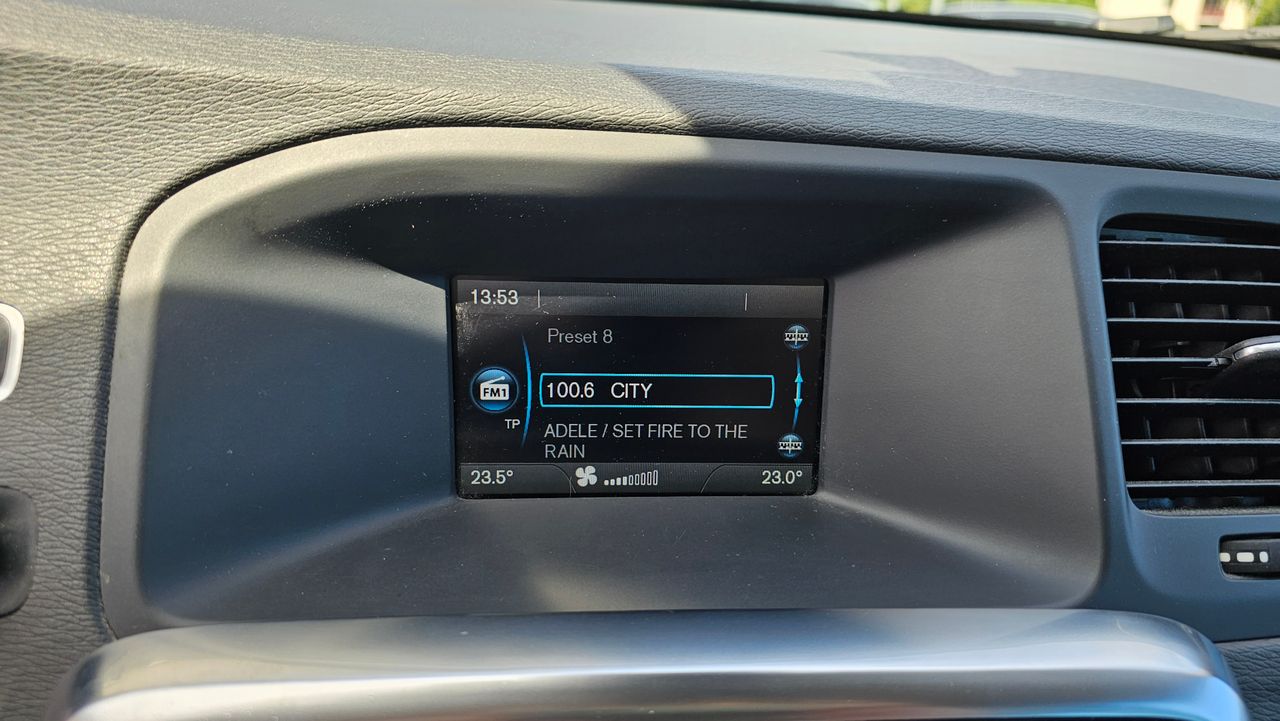 13:53
Preset 8
100.6 CITY
FM1
TP
ADELE / SET FIRE TO THE
RAIN
23.5°
23.0°